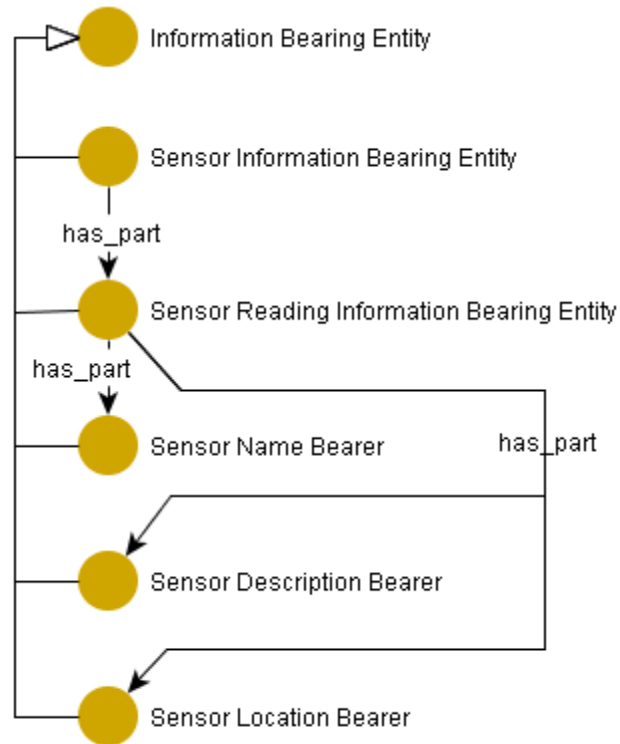 Information Bearing Entity
Sensor Information Bearing Entity
has_part
Sensor Reading Information Bearing Entity
has_part
Sensor Name Bearer
has_part
Sensor Description Bearer
Sensor Location Bearer